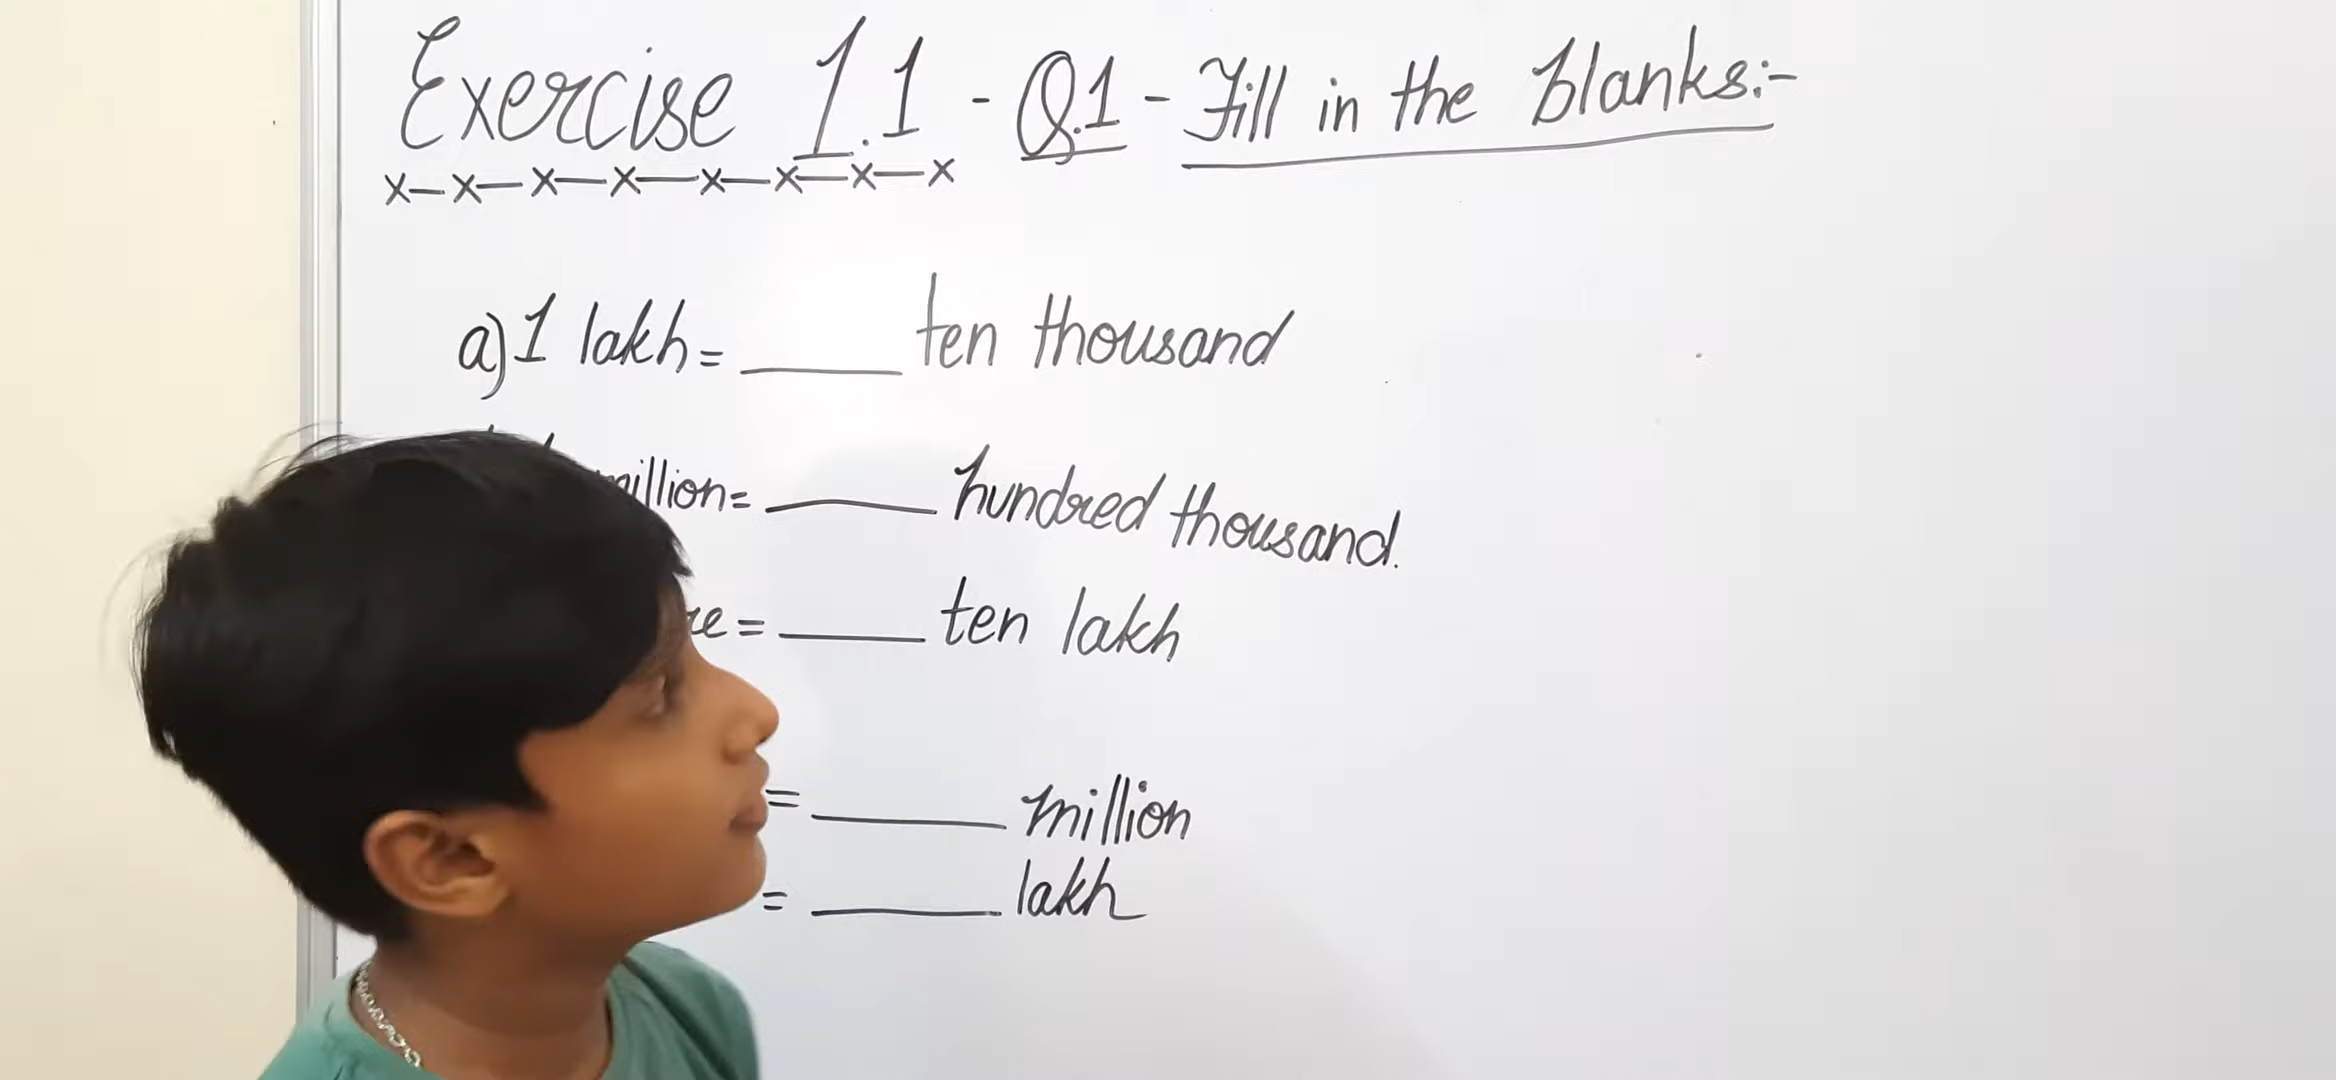 Exercise 1.1 - Q.1 - Fill in the blanks:-
x-x-x-x-x-x-x-x
a) 1 lakh = ____ ten thousand
= ____ hundred thousand.
= ____ ten lakh
= ____ million
= ____ lakh